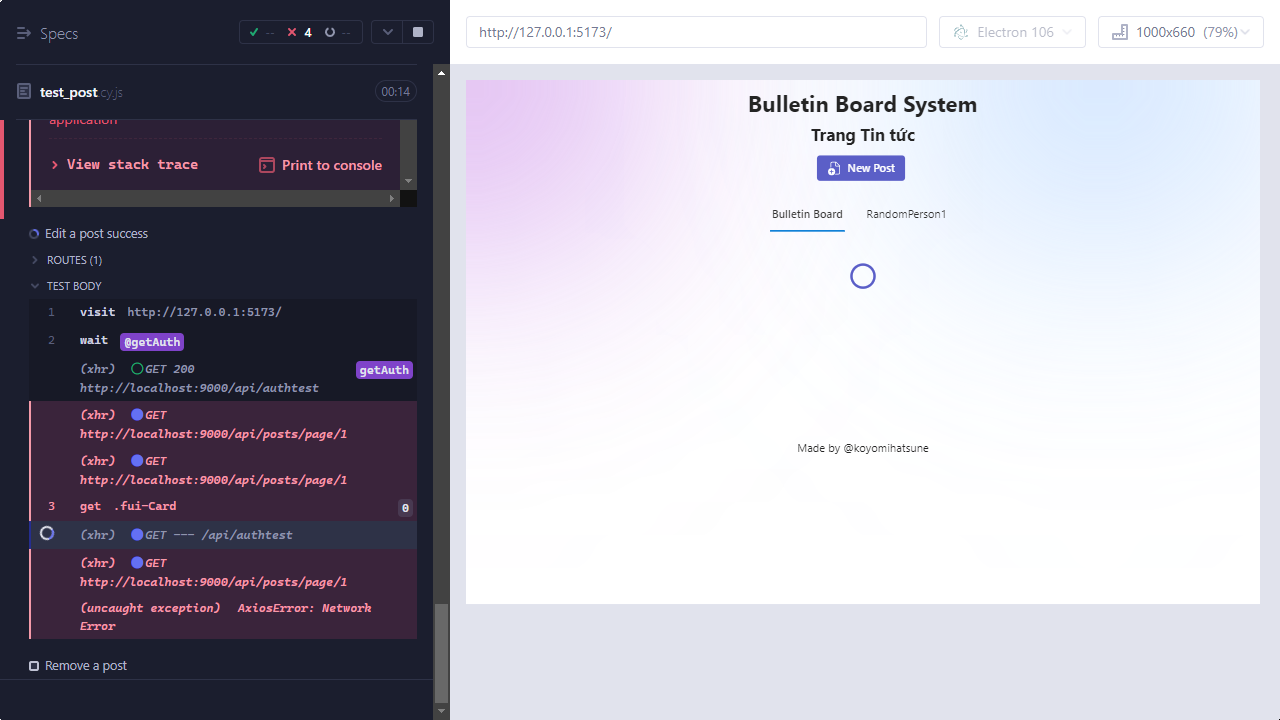 Specs
-- 4 --
test_post.cy.js
00:14
application
View stack trace
Print to console
Edit a post success
ROUTES (1)
TEST BODY
1 visit http://127.0.0.1:5173/
2 wait @getAuth
(xhr) GET 200 getAuth
http://localhost:9000/api/authtest
(xhr) GET
http://localhost:9000/api/posts/page/1
(xhr) GET
http://localhost:9000/api/posts/page/1
3 get .fui-Card 0
(xhr) GET --- /api/authtest
(xhr) GET
http://localhost:9000/api/posts/page/1
(uncaught exception) AxiosError: Network
Error
Remove a post
http://127.0.0.1:5173/
Electron 106
1000x660 (79%)
Bulletin Board System
Trang Tin tức
New Post
Bulletin Board RandomPerson1
Made by @koyomihatsune